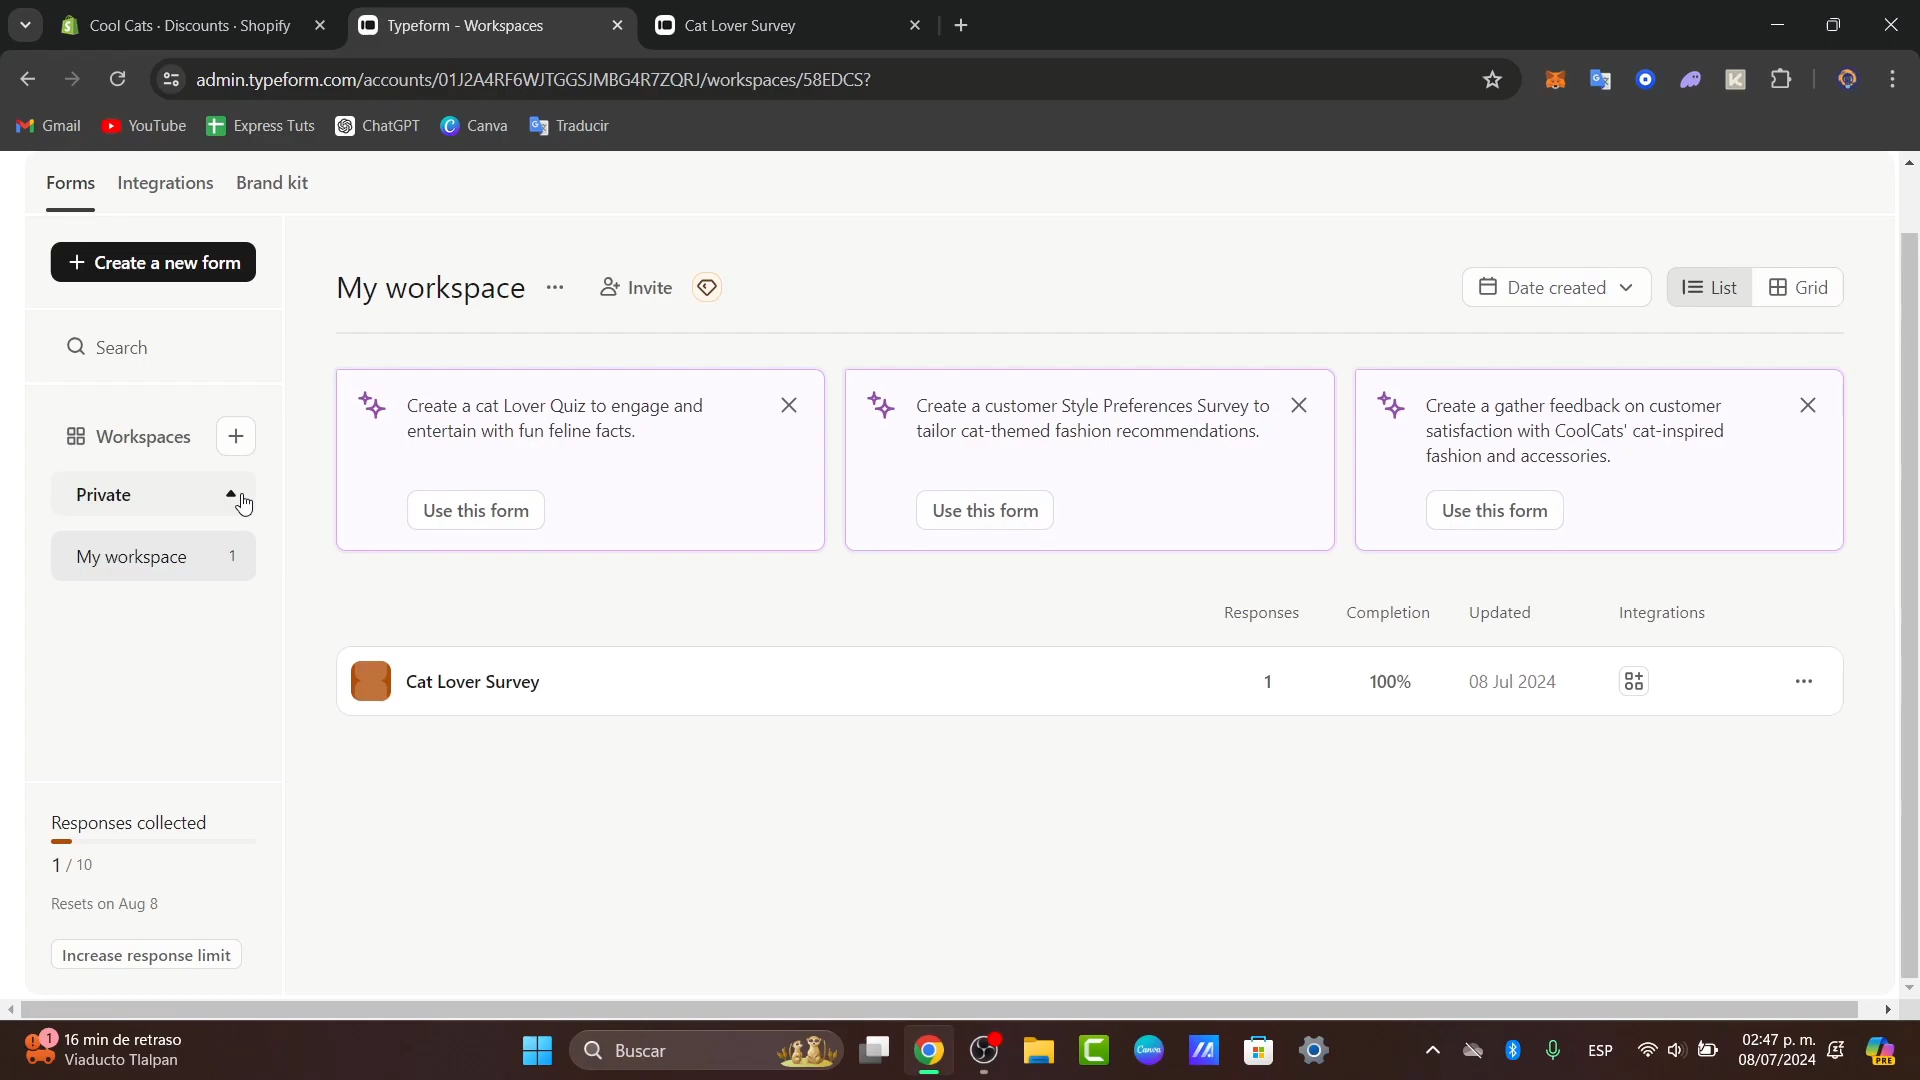 Cool Cats · Discounts · Shopify
Typeform - Workspaces
Cat Lover Survey
admin.typeform.com/accounts/01J2A4RF6WJTGGSJMBG4R7ZQRJ/workspaces/58EDCS?
Gmail
YouTube
Express Tuts
ChatGPT
Canva
Traducir
Forms
Integrations
Brand kit
+ Create a new form
Search
Workspaces
Private
My workspace 1
Responses collected
1 / 10
Resets on Aug 8
Increase response limit
My workspace
Invite
Date created
List
Grid
Create a cat Lover Quiz to engage and
entertain with fun feline facts.
Use this form
Create a customer Style Preferences Survey to
tailor cat-themed fashion recommendations.
Use this form
Create a gather feedback on customer
satisfaction with CoolCats' cat-inspired
fashion and accessories.
Use this form
Responses Completion Updated Integrations
Cat Lover Survey 1 100% 08 Jul 2024
1
16 min de retraso
Viaducto Tlalpan
Buscar
Canva
ESP
02:47 p. m.
08/07/2024
PRE